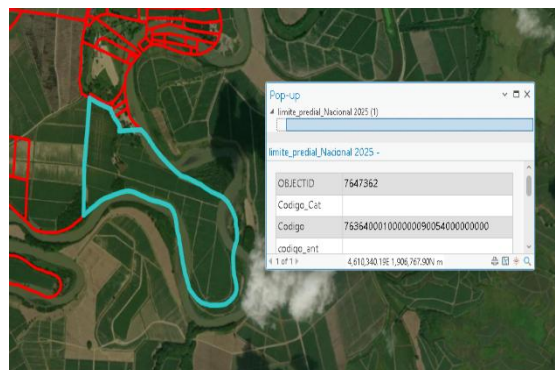 Pop-up
limite_predial_Nacional 2025 (1)
limite_predial_Nacional 2025 -
OBJECTID 7647362
Codigo_Cat
Codigo 763640001000000090054000000000
codigo_ant
1 of 1
4,610,340.19E 1,906,767.90N m